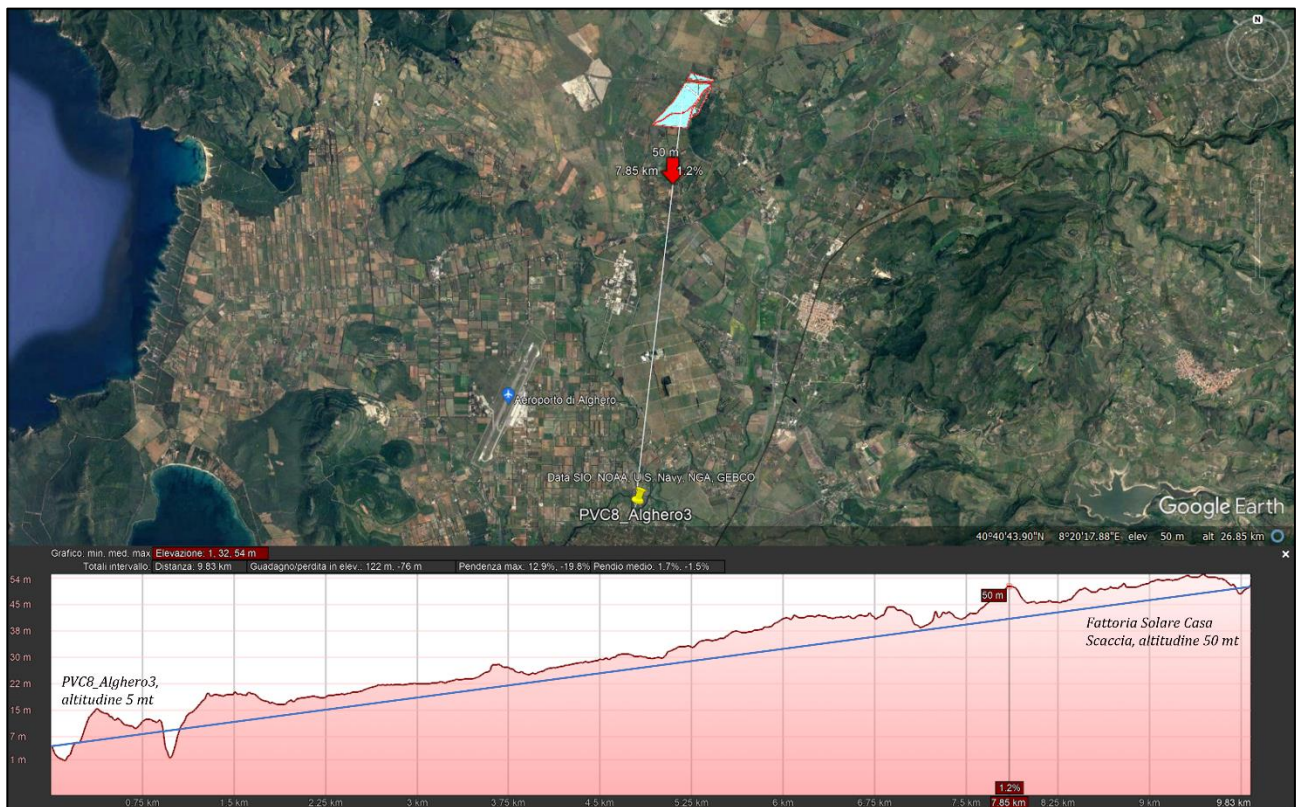 N
50 m
7.85 km 1.2%
Aeroporto di Alghero
Data SIO, NOAA, U.S. Navy, NGA, GEBCO
PVC8_Alghero3
Google Earth
40°40'43.90"N 8°20'17.88"E elev 50 m alt 26.85 km
Grafico: min. med. max Elevazione: 1, 32, 54 m
Totali intervallo: Distanza: 9.83 km Guadagno/perdita in elev.: 122 m, -76 m Pendenza max: 12.9%, -19.8% Pendio medio: 1.7%, -1.5%
54 m
45 m
38 m
30 m
22 m
15 m
7 m
1 m
50 m
Fattoria Solare Casa
Scaccia, altitudine 50 mt
PVC8_Alghero3,
altitudine 5 mt
1.2%
0.75 km 1.5 km 2.25 km 3 km 3.75 km 4.5 km 5.25 km 6 km 6.75 km 7.5 km 7.85 km 8.25 km 9 km 9.83 km